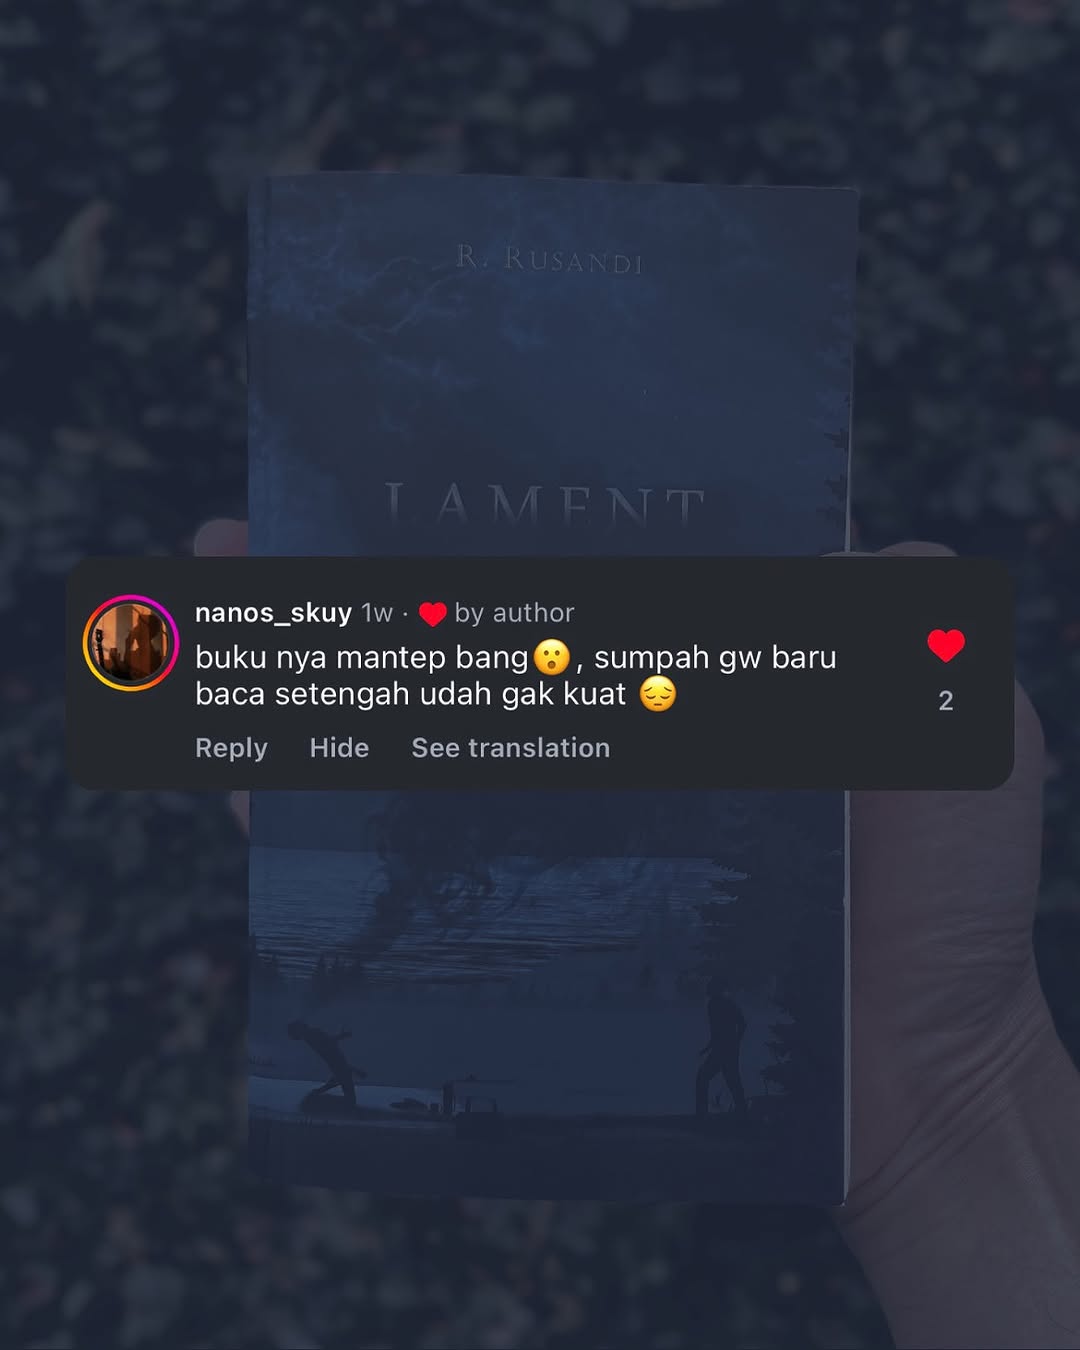 R. RUSANDI
LAMENT
nanos_skuy 1w · ❤️ by author
buku nya mantep bang😮, sumpah gw baru
baca setengah udah gak kuat 😔
2
Reply Hide See translation